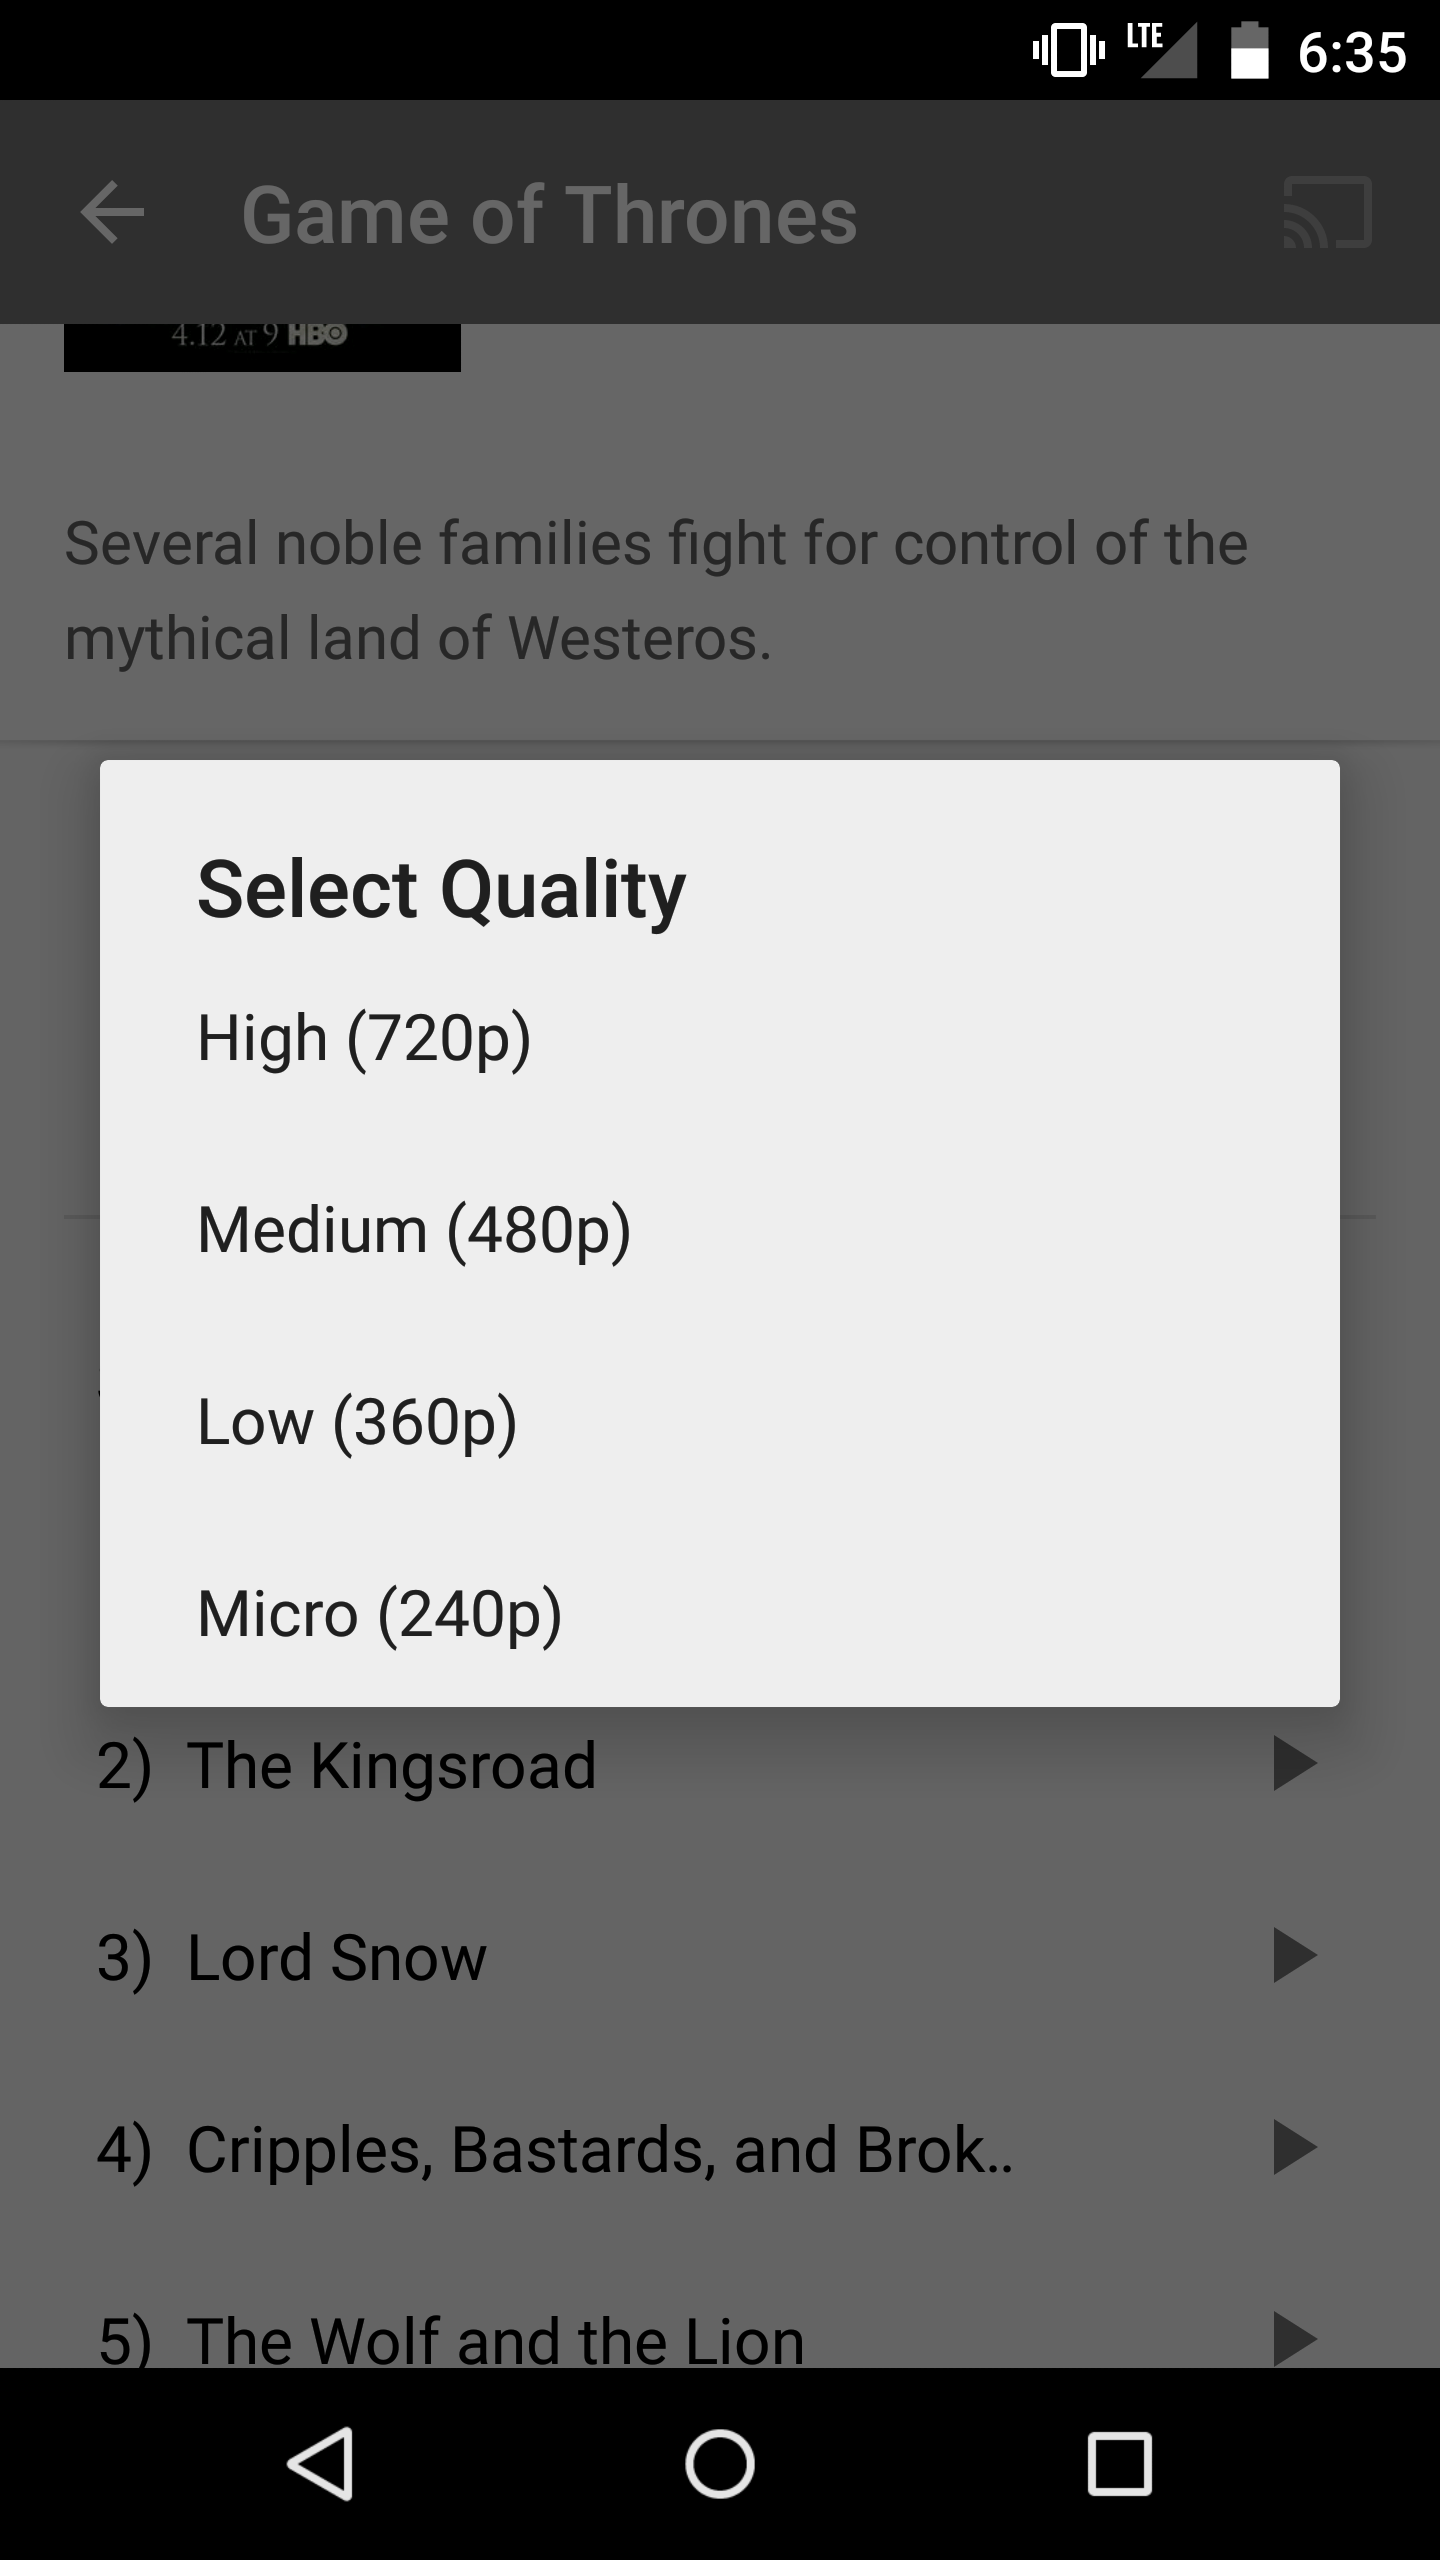 LTE 6:35
Game of Thrones
4.12 AT 9 HBO
Several noble families fight for control of the
mythical land of Westeros.
Select Quality
High (720p)
Medium (480p)
Low (360p)
Micro (240p)
2) The Kingsroad
3) Lord Snow
4) Cripples, Bastards, and Brok..
5) The Wolf and the Lion